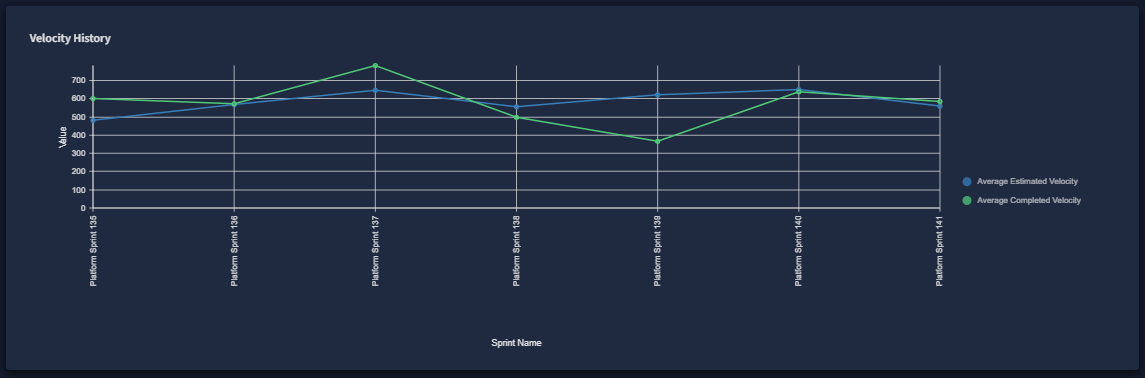 Velocity History
700
600
500
400
300
200
100
0
Value
Platform Sprint 135
Platform Sprint 136
Platform Sprint 137
Platform Sprint 138
Platform Sprint 139
Platform Sprint 140
Platform Sprint 141
Sprint Name
Average Estimated Velocity
Average Completed Velocity